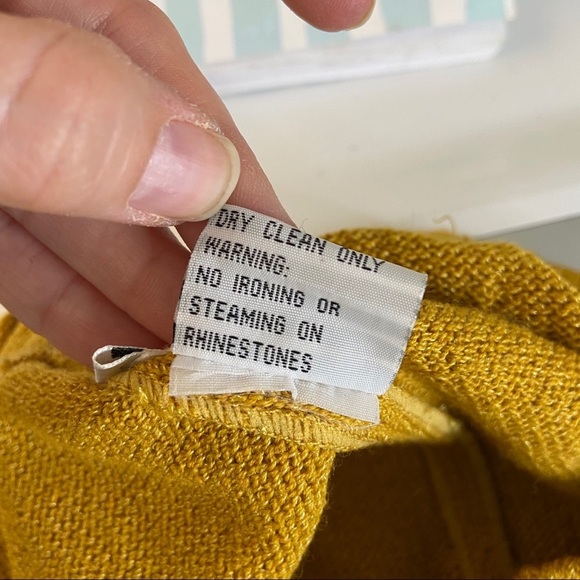 DRY CLEAN ONLY
WARNING:
NO IRONING OR
STEAMING ON
RHINESTONES